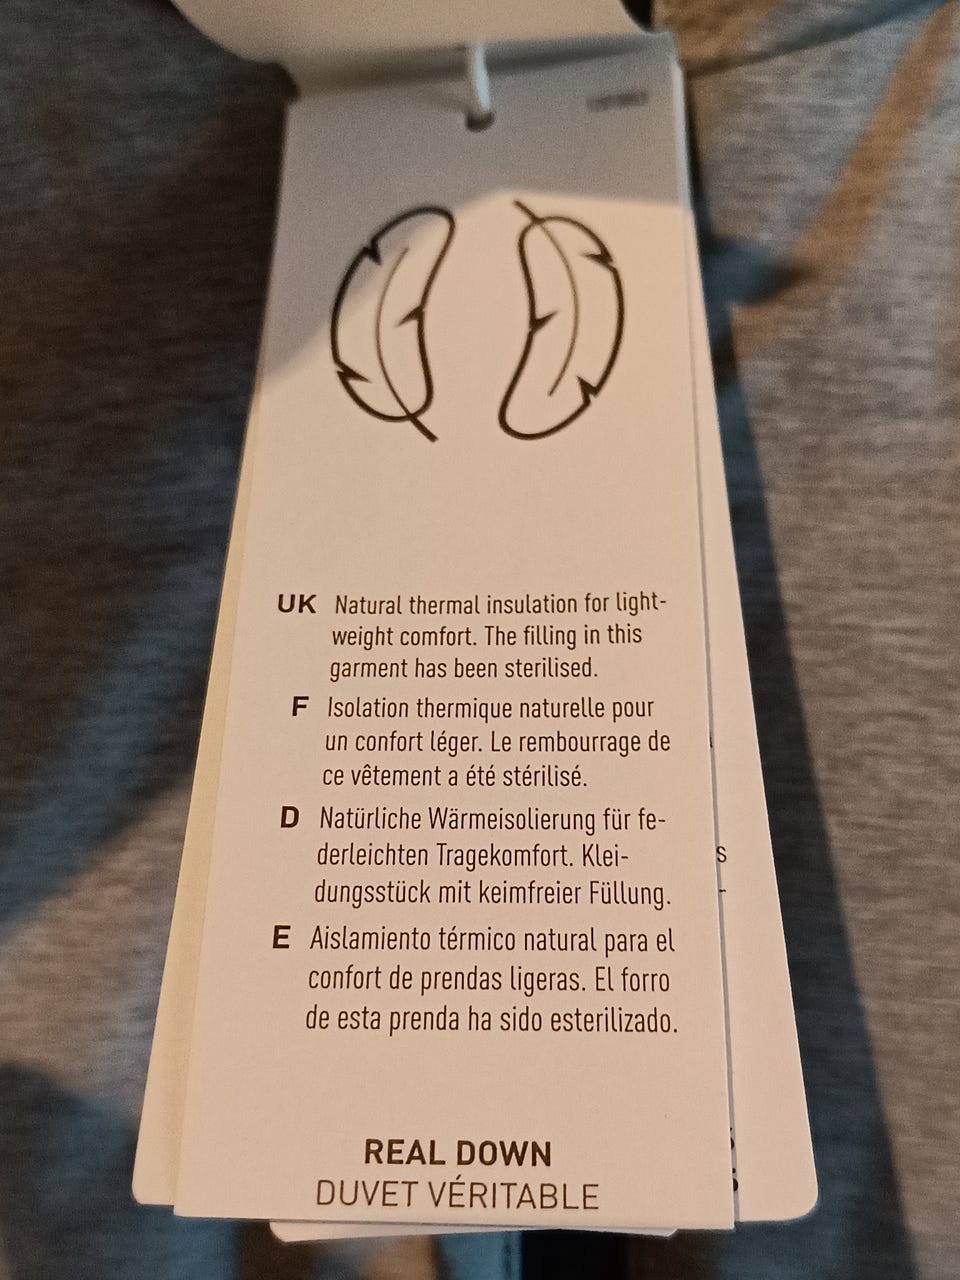 UK Natural thermal insulation for light-
weight comfort. The filling in this
garment has been sterilised.
F Isolation thermique naturelle pour
un confort léger. Le rembourrage de
ce vêtement a été stérilisé.
D Natürliche Wärmeisolierung für fe-
derleichten Tragekomfort. Klei-
dungsstück mit keimfreier Füllung.
E Aislamiento térmico natural para el
confort de prendas ligeras. El forro
de esta prenda ha sido esterilizado.
REAL DOWN
DUVET VÉRITABLE